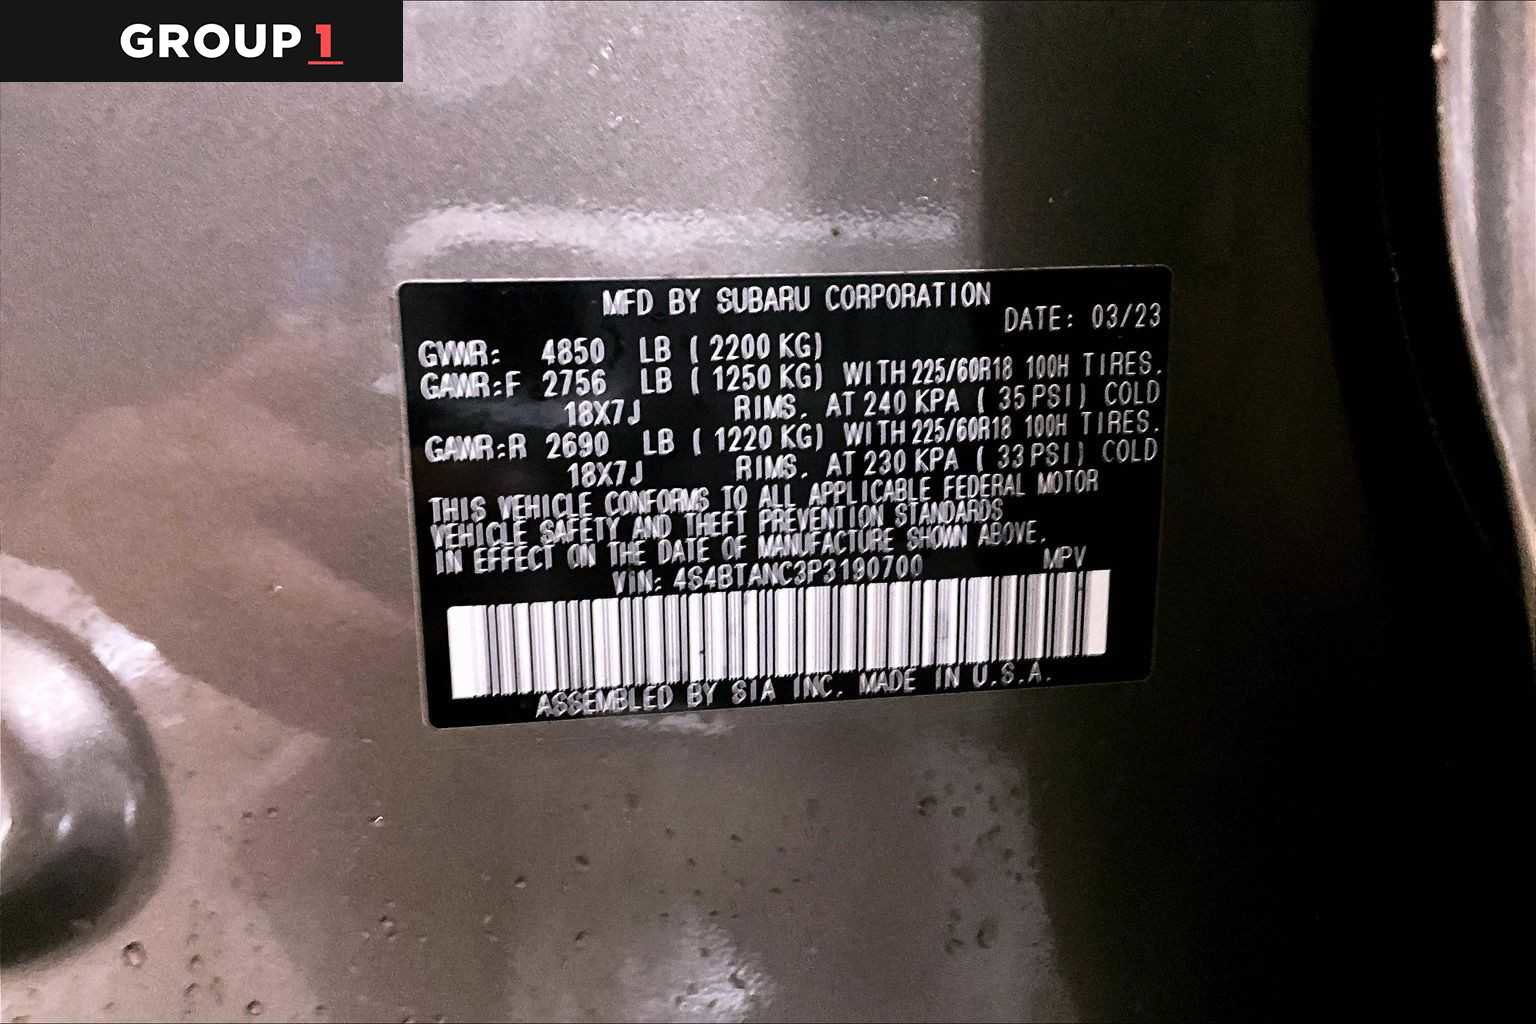 GROUP 1
MFD BY SUBARU CORPORATION
DATE: 03/23
GVWR: 4850 LB ( 2200 KG)
GAWR:F 2756 LB ( 1250 KG) WITH 225/60R18 100H TIRES.
18X7J RIMS. AT 240 KPA ( 35 PSI) COLD
GAWR:R 2690 LB ( 1220 KG) WITH 225/60R18 100H TIRES.
18X7J RIMS. AT 230 KPA ( 33 PSI) COLD
THIS VEHICLE CONFORMS TO ALL APPLICABLE FEDERAL MOTOR
VEHICLE SAFETY AND THEFT PREVENTION STANDARDS
IN EFFECT ON THE DATE OF MANUFACTURE SHOWN ABOVE.
VIN: 4S4BTANC3P3190700 MPV
ASSEMBLED BY SIA INC. MADE IN U.S.A.